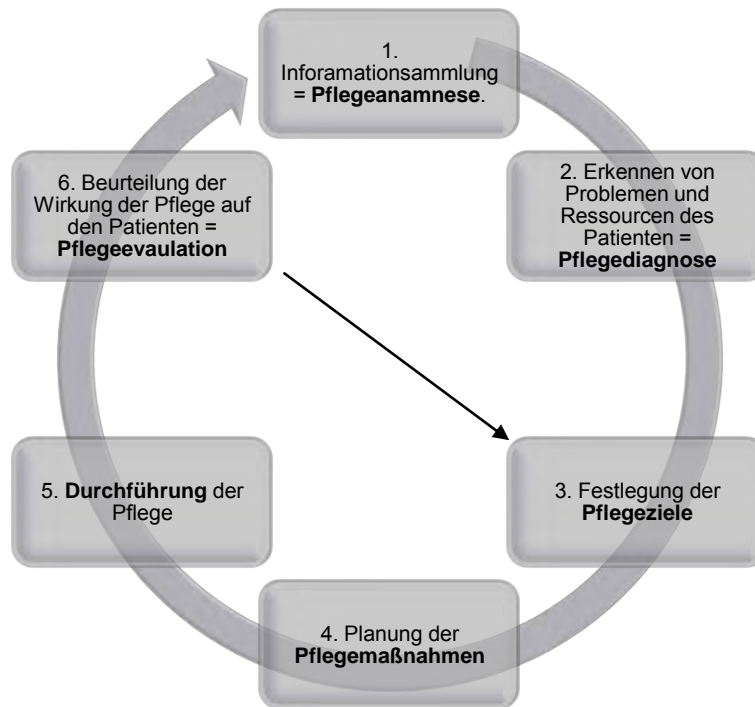 1.
Inforamationsammlung
= Pflegeanamnese.
2. Erkennen von
Problemen und
Ressourcen des
Patienten =
Pflegediagnose
3. Festlegung der
Pflegeziele
4. Planung der
Pflegemaßnahmen
5. Durchführung der
Pflege
6. Beurteilung der
Wirkung der Pflege auf
den Patienten =
Pflegeevaulation